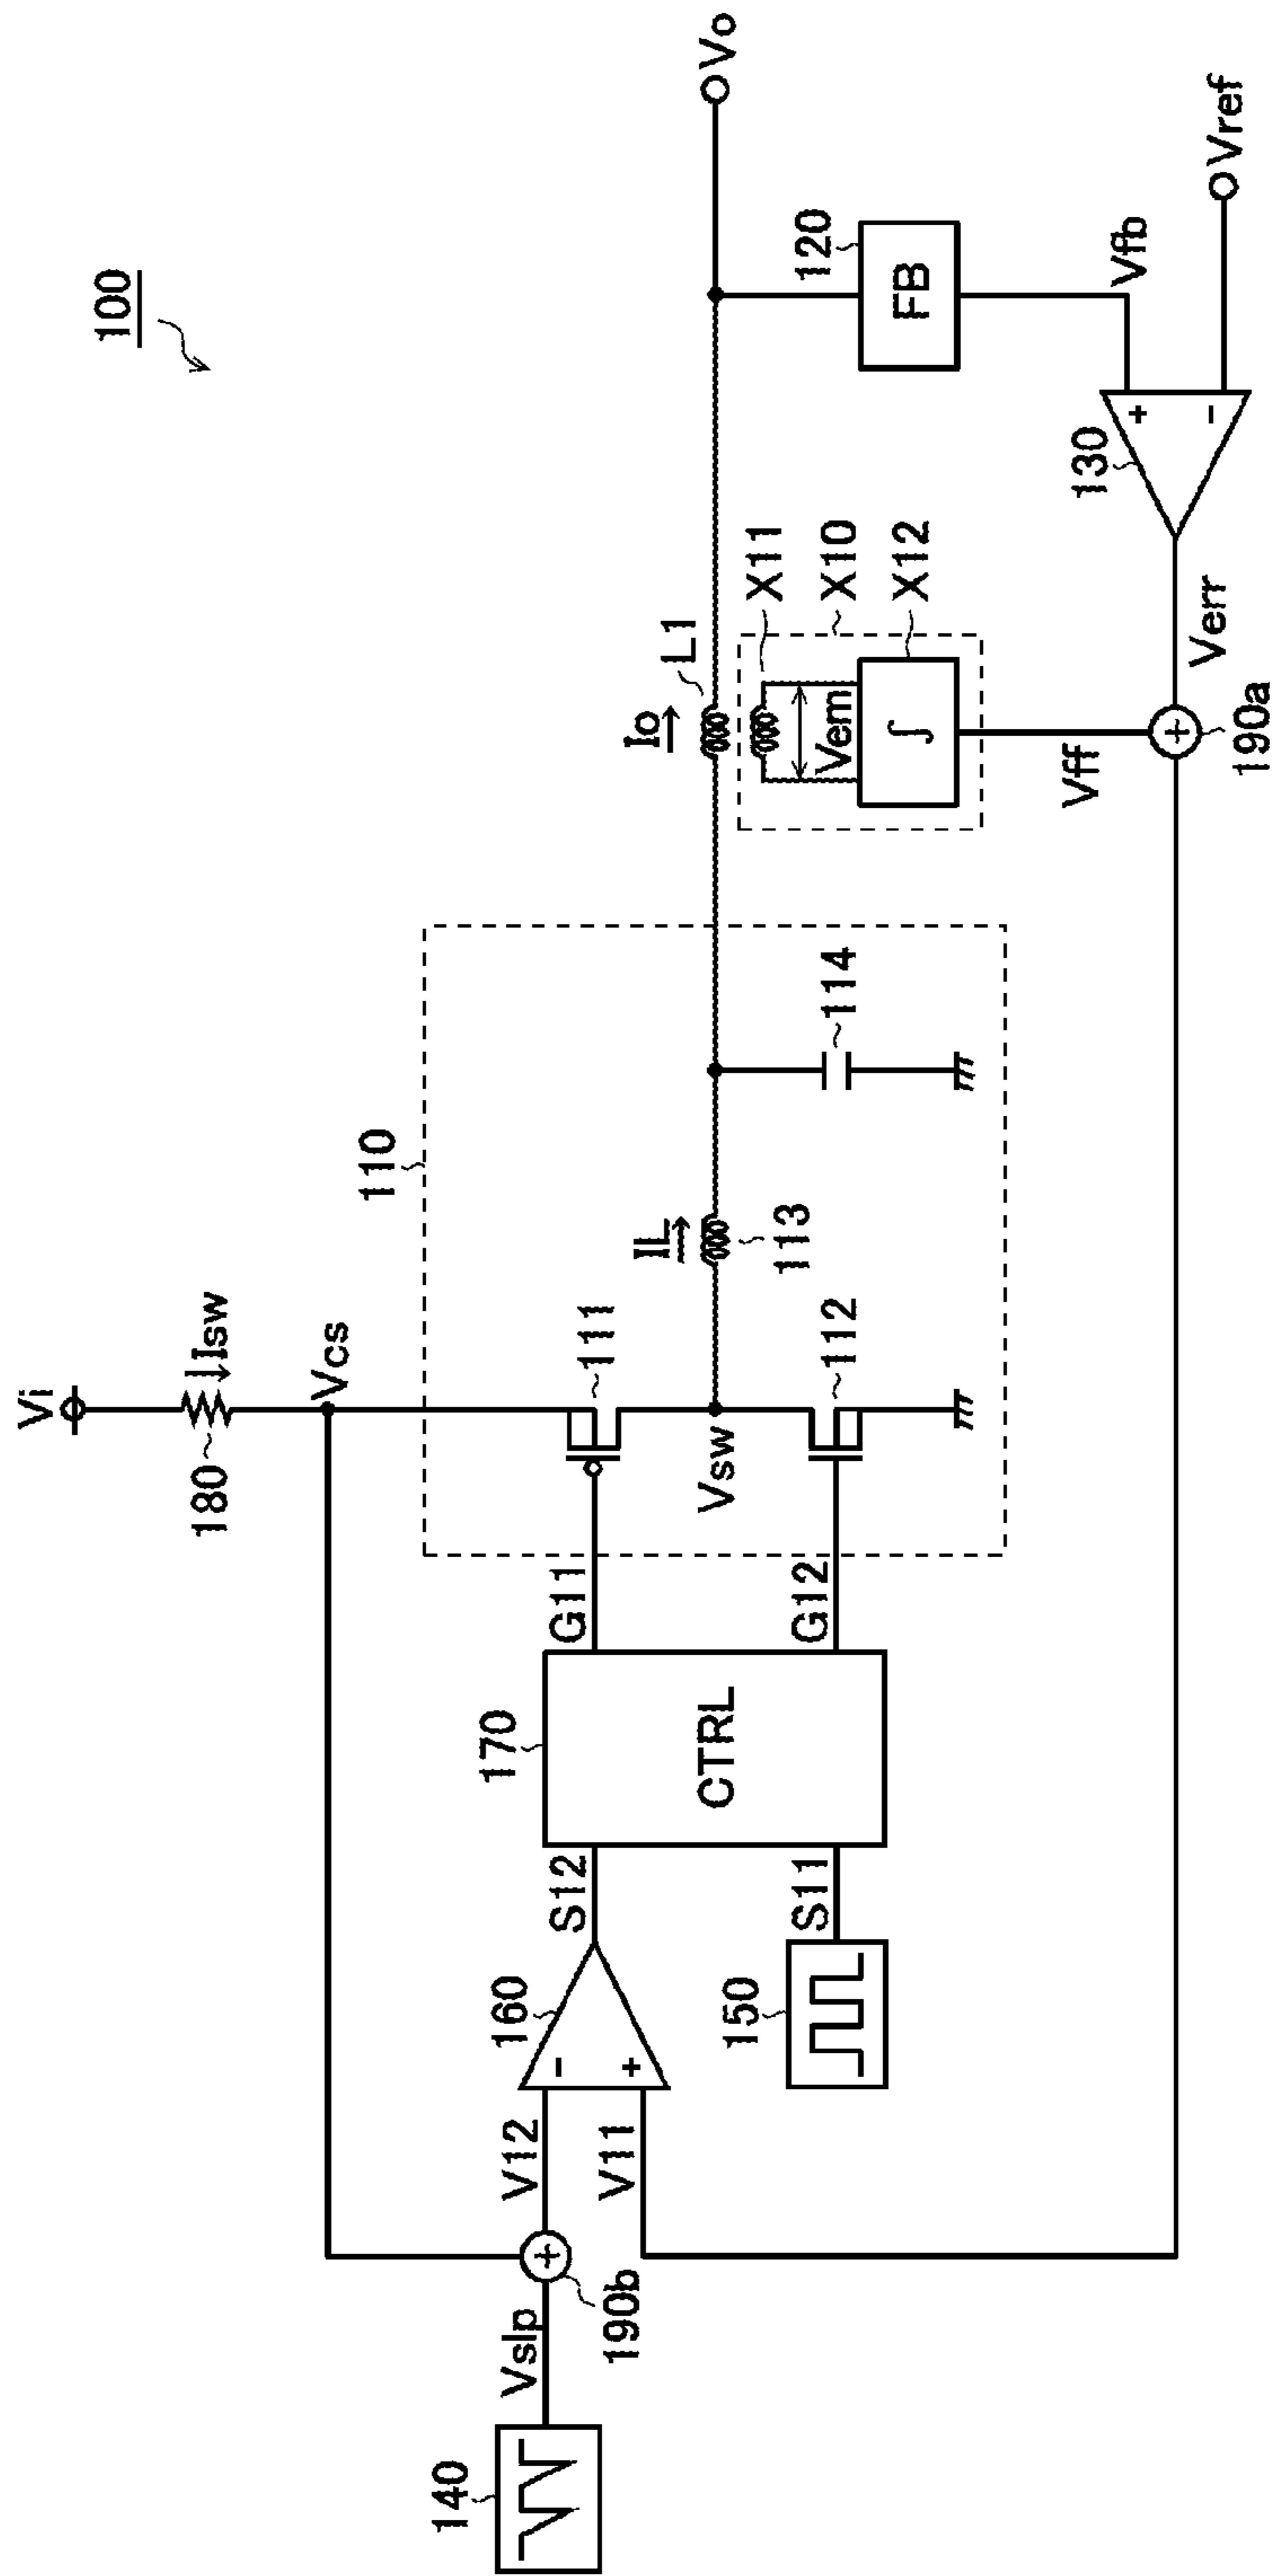 100
Vi
180
Isw
Vcs
110
111
IL
113
Vsw
112
114
Io
L1
Vo
X11
X10
X12
Vem
∫
120
FB
Vfb
Vref
+
-
130
Verr
Vff
+
190a
140
Vslp
+
190b
V12
V11
-
+
160
S12
150
S11
170
CTRL
G11
G12